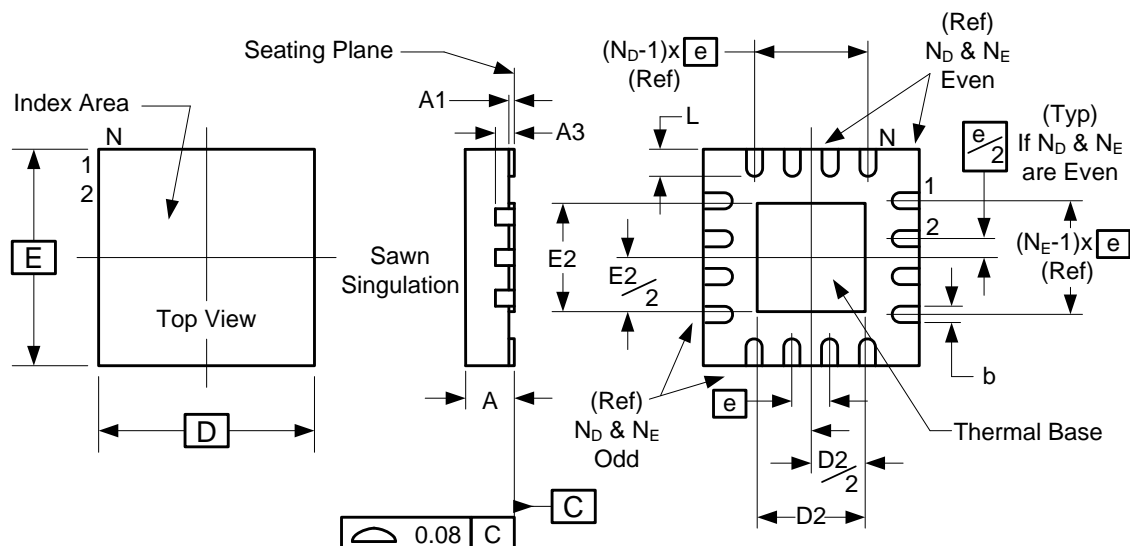 Seating Plane
Index Area
A1
A3
N
1
2
E
Top View
D
Sawn
Singulation
A
C
0.08 C
(N_D-1)x e
(Ref)
(Ref)
N_D & N_E
Even
L
N
e/2
(Typ)
If N_D & N_E
are Even
1
2
(N_E-1)x e
(Ref)
E2
E2/2
b
(Ref)
N_D & N_E
Odd
e
Thermal Base
D2/2
D2